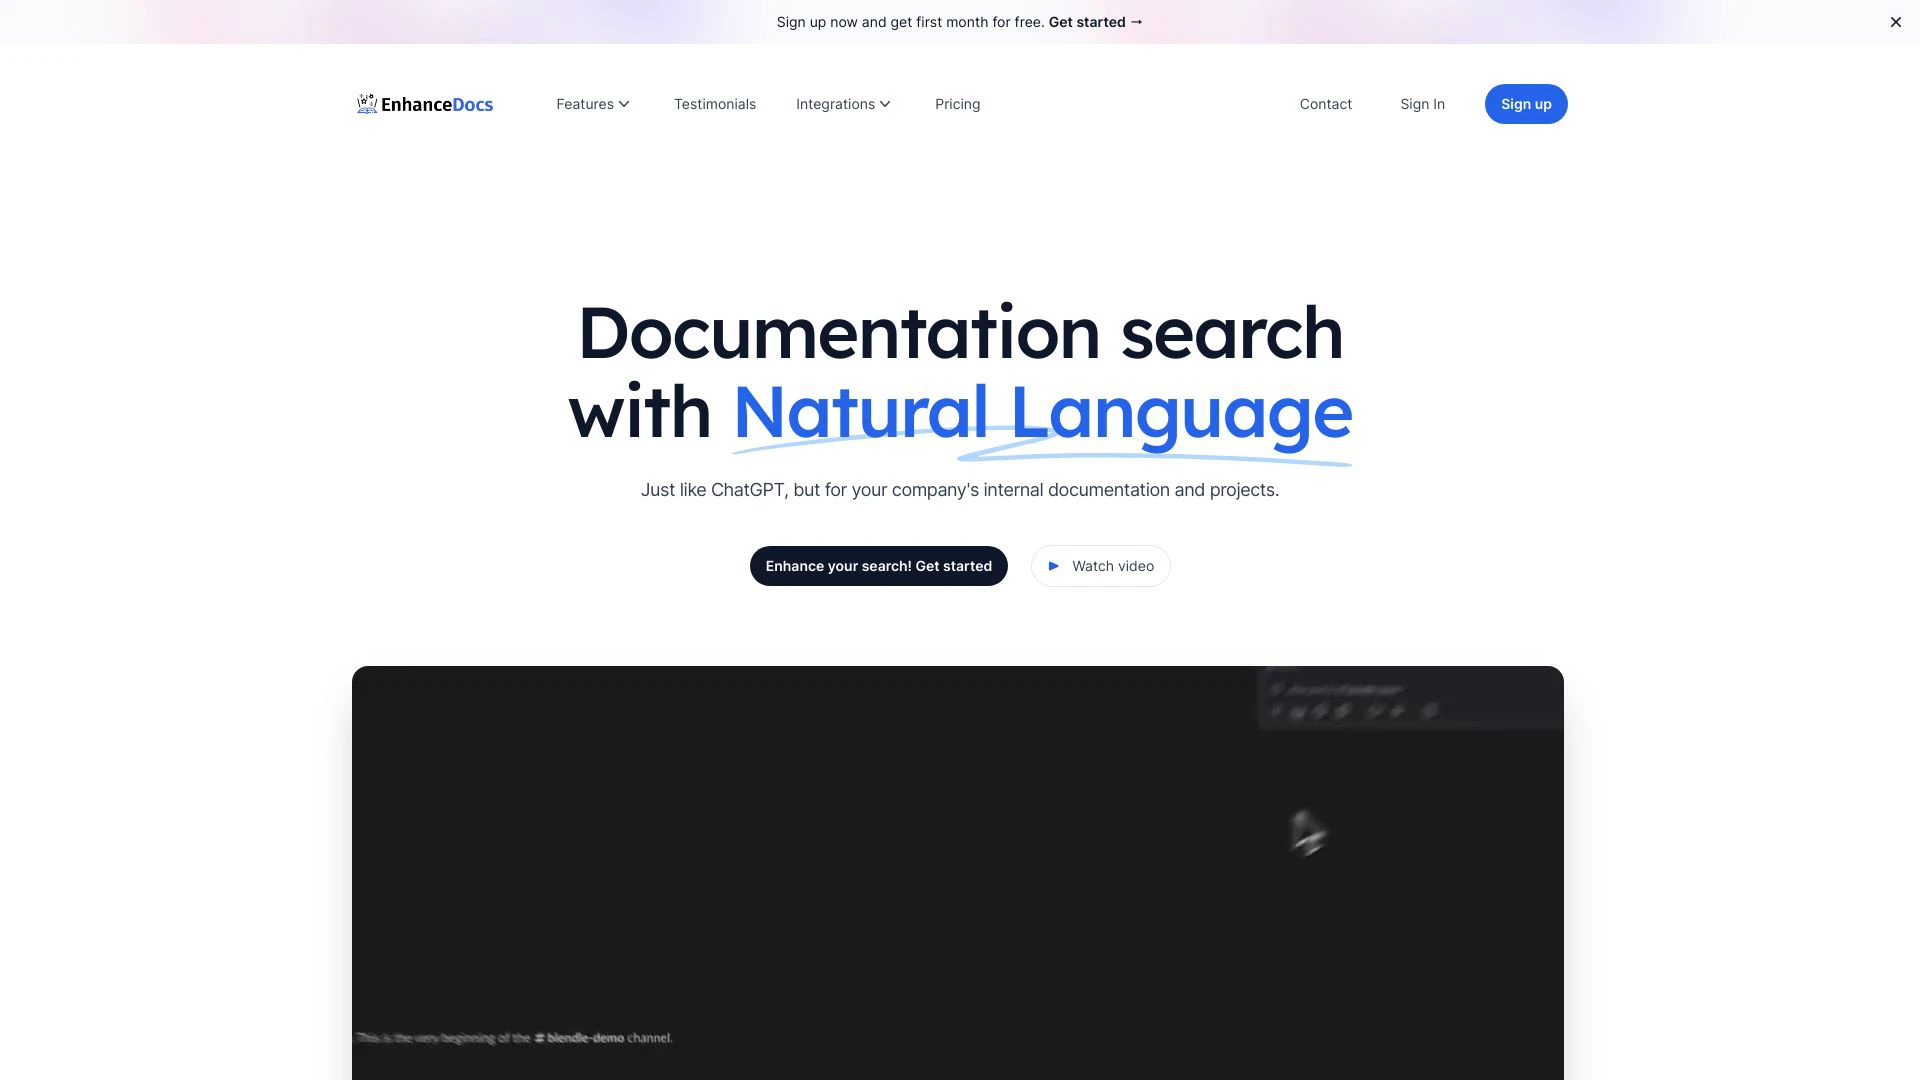 Sign up now and get first month for free. Get started →
EnhanceDocs
Features
Testimonials
Integrations
Pricing
Contact
Sign In
Sign up
Documentation search
with Natural Language
Just like ChatGPT, but for your company's internal documentation and projects.
Enhance your search! Get started
Watch video
This is the very beginning of the # blendle-demo channel.